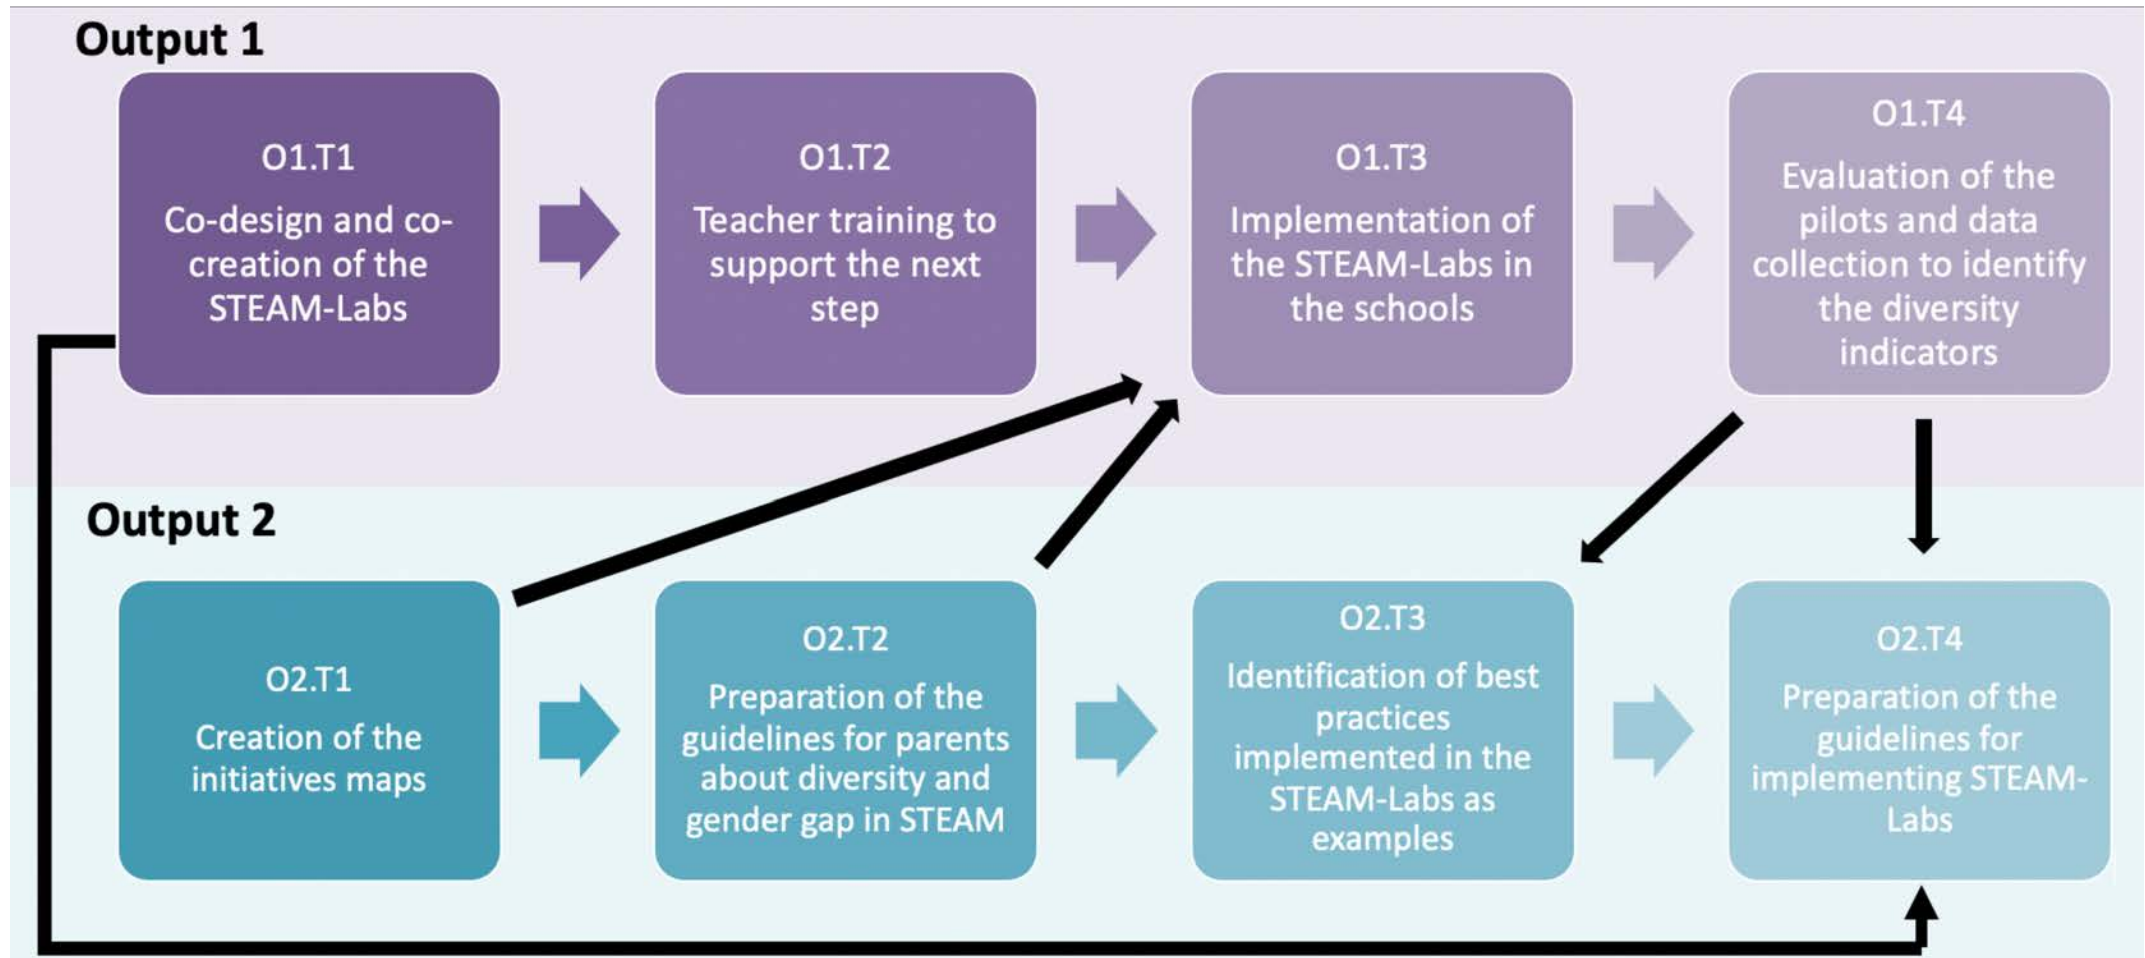 Output 1
O1.T1
Co-design and co-
creation of the
STEAM-Labs
O1.T2
Teacher training to
support the next
step
O1.T3
Implementation of
the STEAM-Labs in
the schools
O1.T4
Evaluation of the
pilots and data
collection to identify
the diversity
indicators
Output 2
O2.T1
Creation of the
initiatives maps
O2.T2
Preparation of the
guidelines for parents
about diversity and
gender gap in STEAM
O2.T3
Identification of best
practices
implemented in the
STEAM-Labs as
examples
O2.T4
Preparation of the
guidelines for
implementing STEAM-
Labs